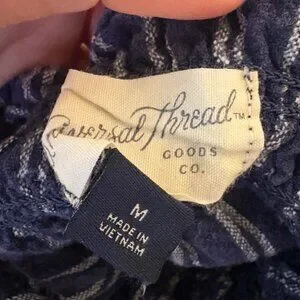 Universal Thread™
GOODS
CO.
M
MADE IN
VIETNAM